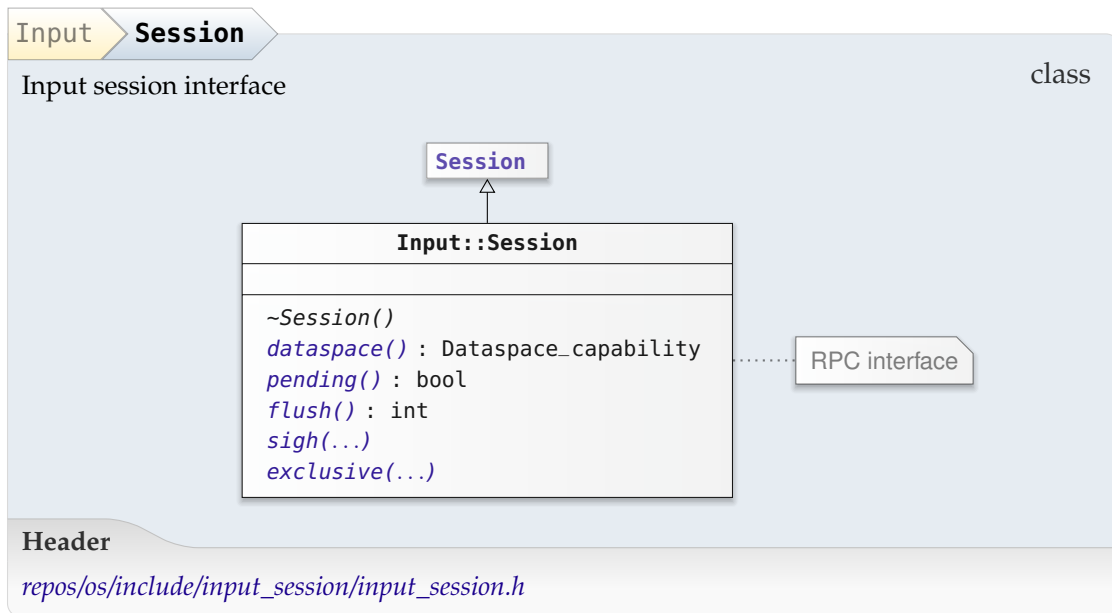 Input Session
class
Input session interface
Session
Input::Session
~Session()
dataspace() : Dataspace_capability
pending() : bool
flush() : int
sigh(...)
exclusive(...)
RPC interface
Header
repos/os/include/input_session/input_session.h